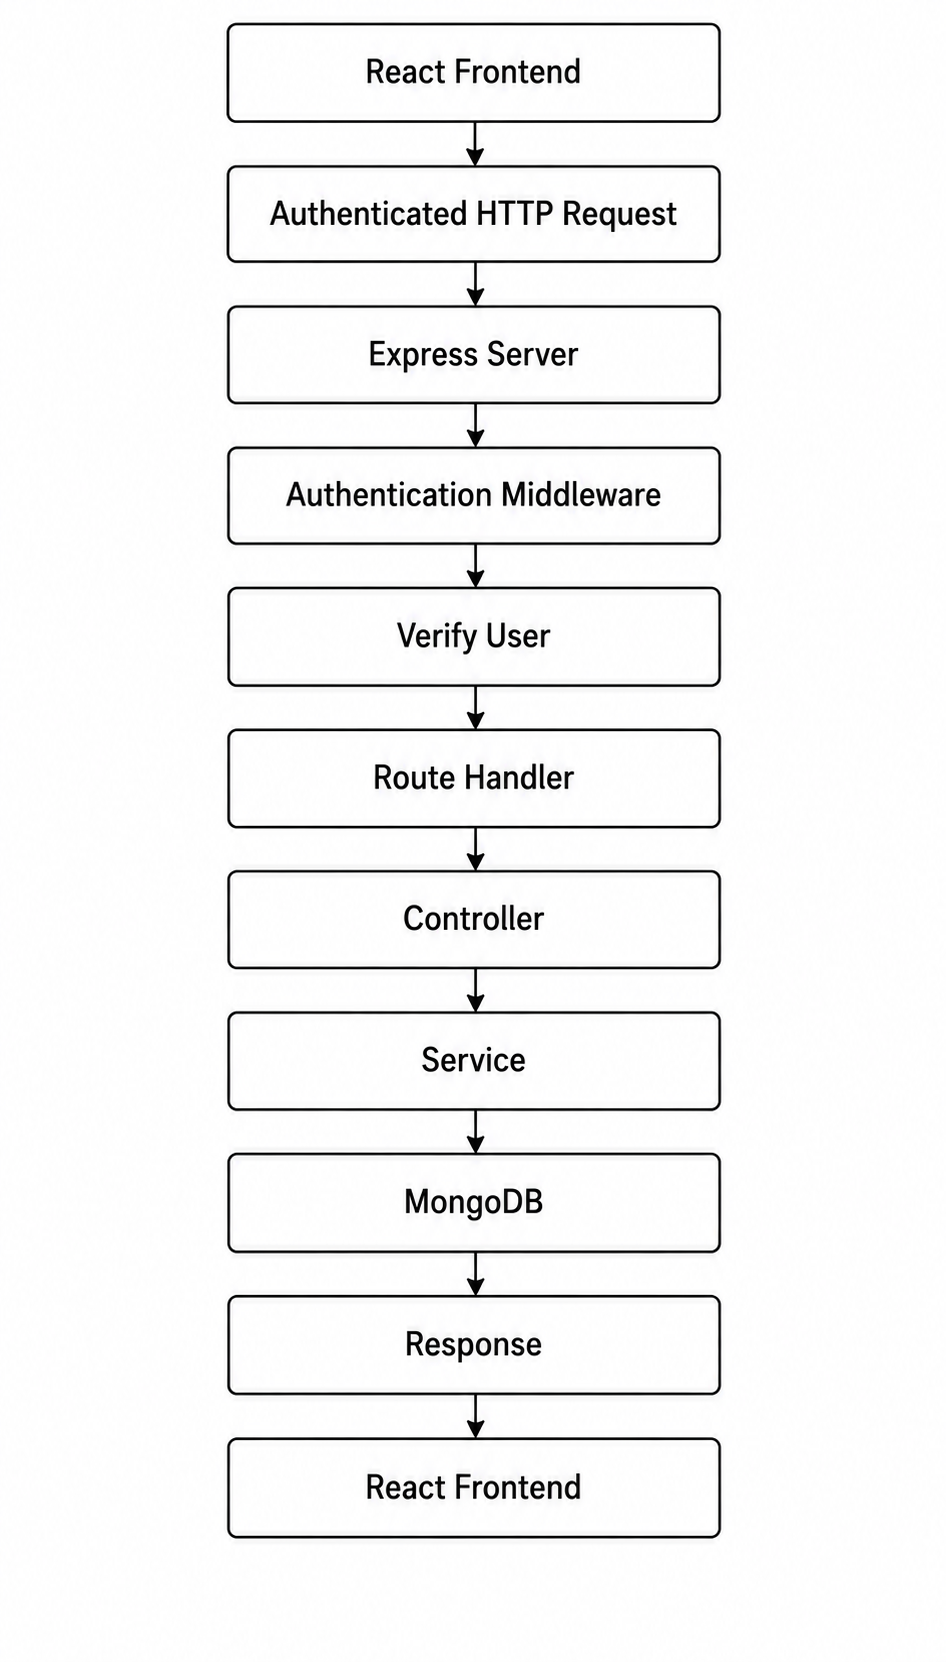 React Frontend
Authenticated HTTP Request
Express Server
Authentication Middleware
Verify User
Route Handler
Controller
Service
MongoDB
Response
React Frontend